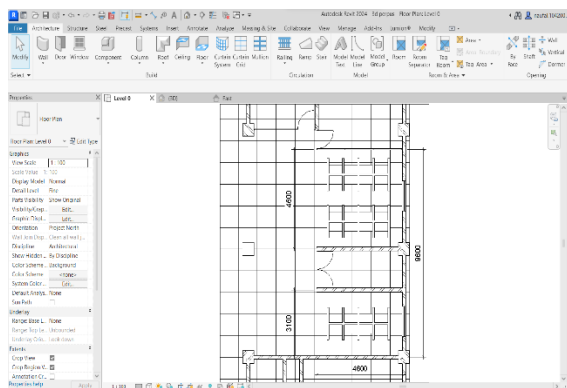 Autodesk Revit 2024 Floor Plan: Level 0
File Architecture Structure Steel Precast Systems Insert Annotate Analyze Massing & Site Collaborate View Manage Add-Ins Modify
Modify Wall Door Window Component Column Roof Ceiling Floor Curtain System Curtain Grid Mullion Railing Ramp Stair Model Text Model Line Model Group Room Room Separator Tag Room Area Tag Area By Face Shaft Wall Vertical Dormer
Select Build Circulation Model Room & Area Opening
Properties
Level 0
Floor Plan
Floor Plan: Level 0 Edit Type
Graphics
View Scale 1 : 100
Scale Value 1: 100
Display Model Normal
Detail Level Fine
Parts Visibility Show Original
Visibility/Grap... Edit...
Graphic Displ... Edit...
Orientation Project North
Discipline Architectural
Show Hidden ... By Discipline
Color Scheme ... Background
Color Scheme <none>
System Color ... Edit...
Default Analys... None
Sun Path
Underlay
Range: Base L... None
Range: Top Le... Unbounded
Extents
Crop View
Crop Region V...
Annotation Cr...
Properties help Apply
4600
9600
3100
4600